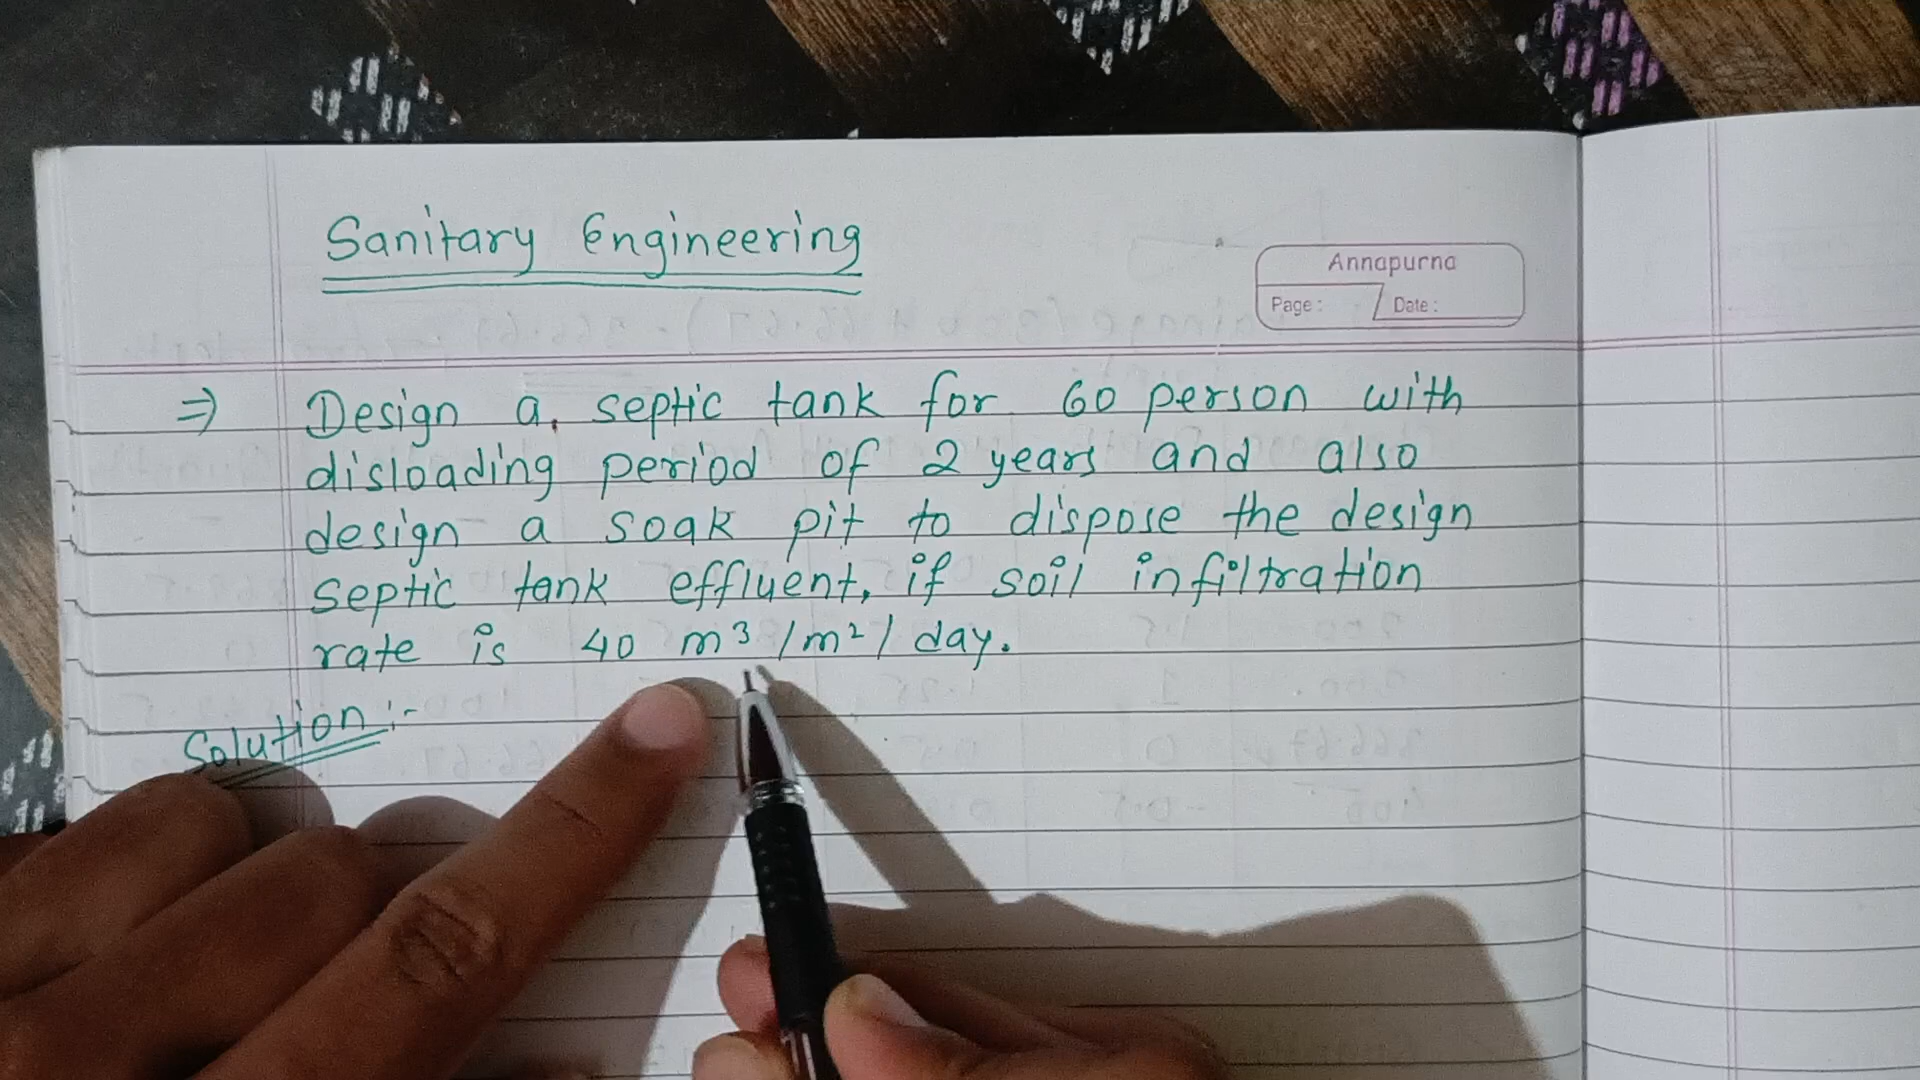 Sanitary Engineering
Annapurna
Page: Date:
⇒ Design a septic tank for 60 person with
disloading period of 2 years and also
design a soak pit to dispose the design
septic tank effluent, if soil infiltration
rate is 40 m³/m²/day.
Solution:-